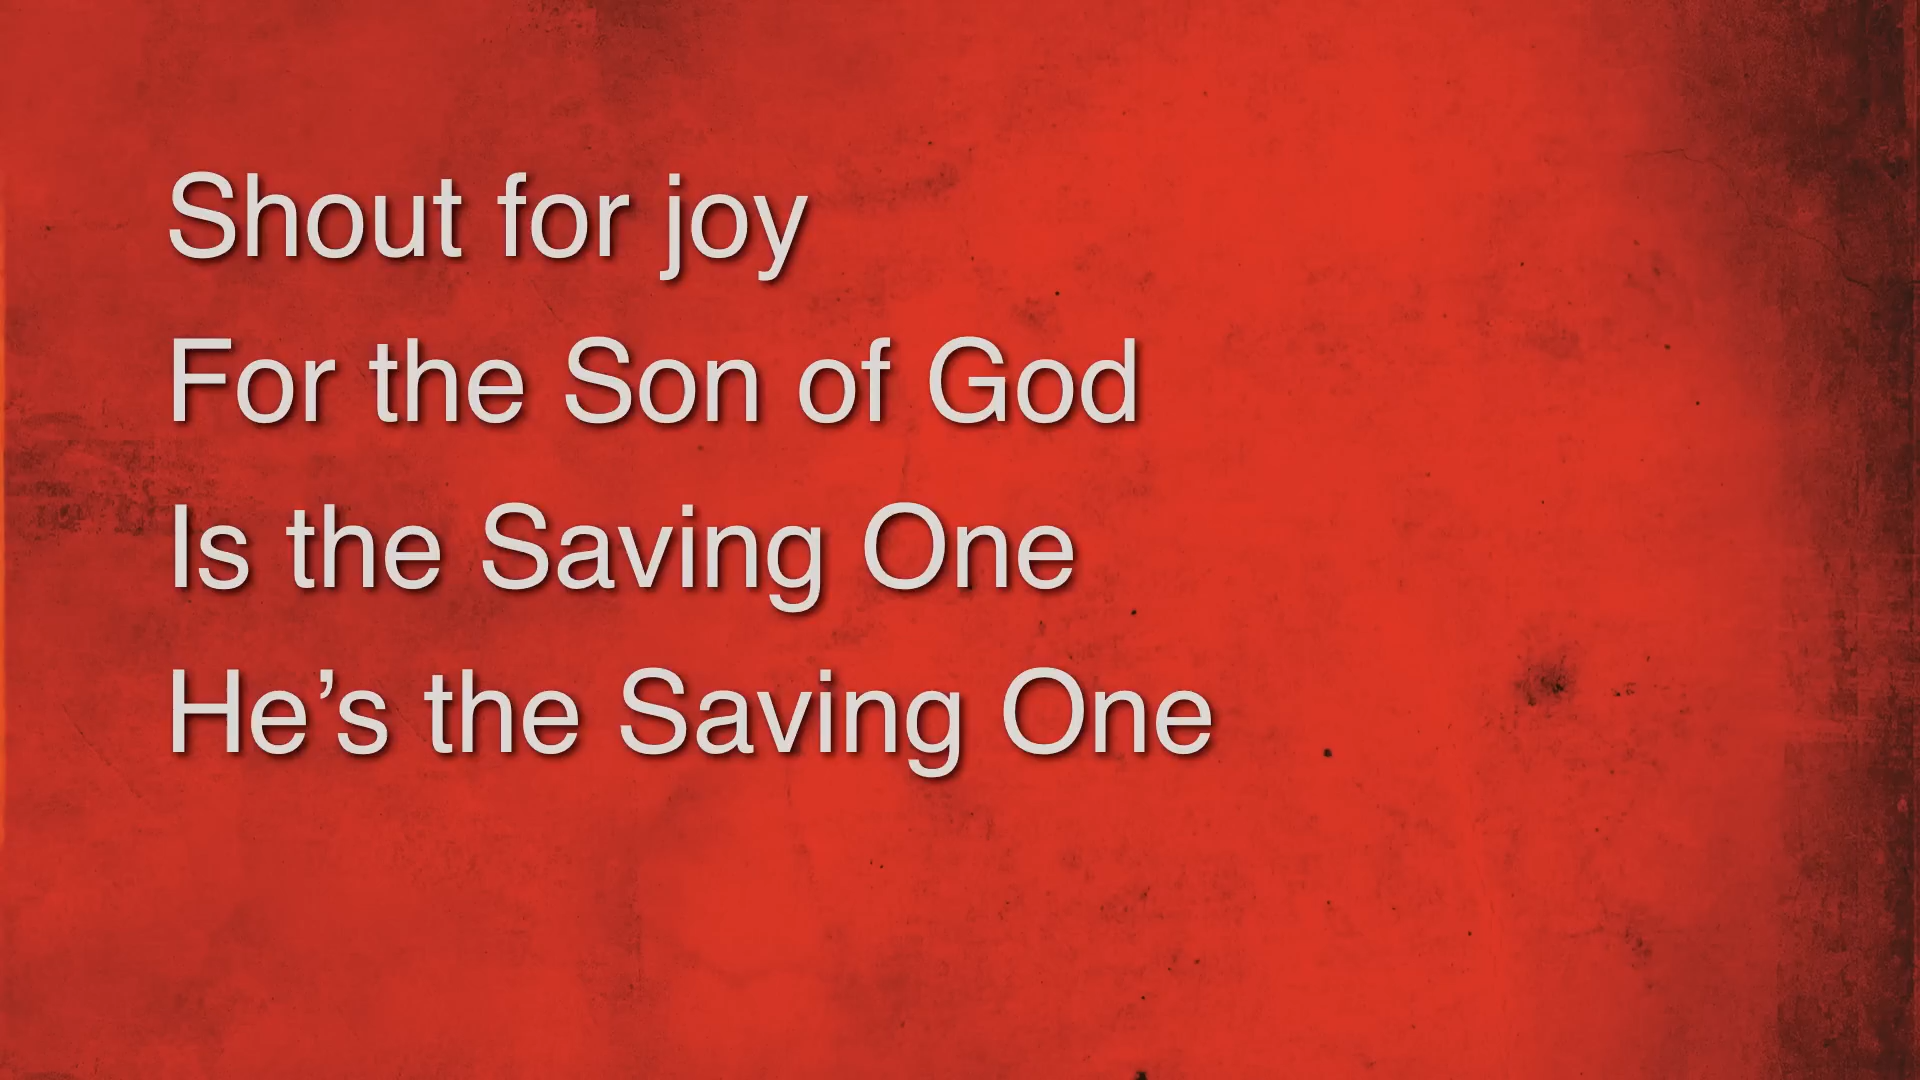 Shout for joy
For the Son of God
Is the Saving One
He’s the Saving One